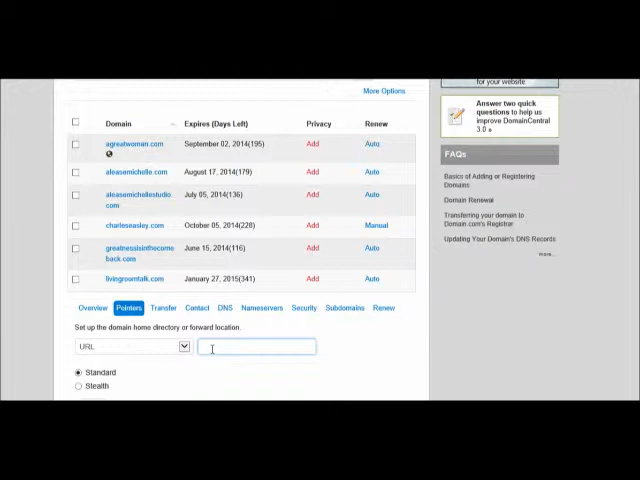 for your website
More Options
Answer two quick
questions to help us
improve DomainCentral
3.0 »
Domain Expires (Days Left) Privacy Renew
agreatwoman.com September 02, 2014(195) Add Auto
aleasemichelle.com August 17, 2014(179) Add Auto
aleasemichellestudio.
com July 05, 2014(136) Add Auto
charleseasley.com October 05, 2014(228) Add Manual
greatnessisinthecome
back.com June 15, 2014(116) Add Auto
livingroomtalk.com January 27, 2015(341) Add Auto
FAQs
Basics of Adding or Registering
Domains
Domain Renewal
Transferring your domain to
Domain.com's Registrar
Updating Your Domain's DNS Records
more...
Overview Pointers Transfer Contact DNS Nameservers Security Subdomains Renew
Set up the domain home directory or forward location.
URL
Standard
Stealth